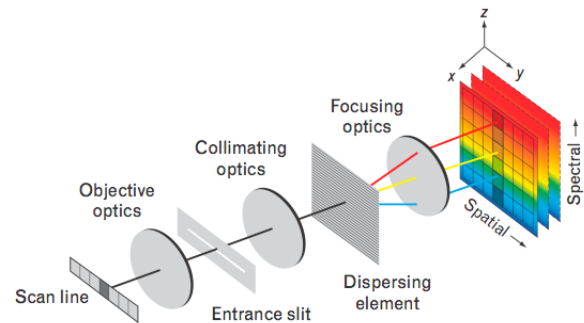 z
x
y
Focusing
optics
Collimating
optics
Objective
optics
Spectral
Spatial
Scan line
Entrance slit
Dispersing
element